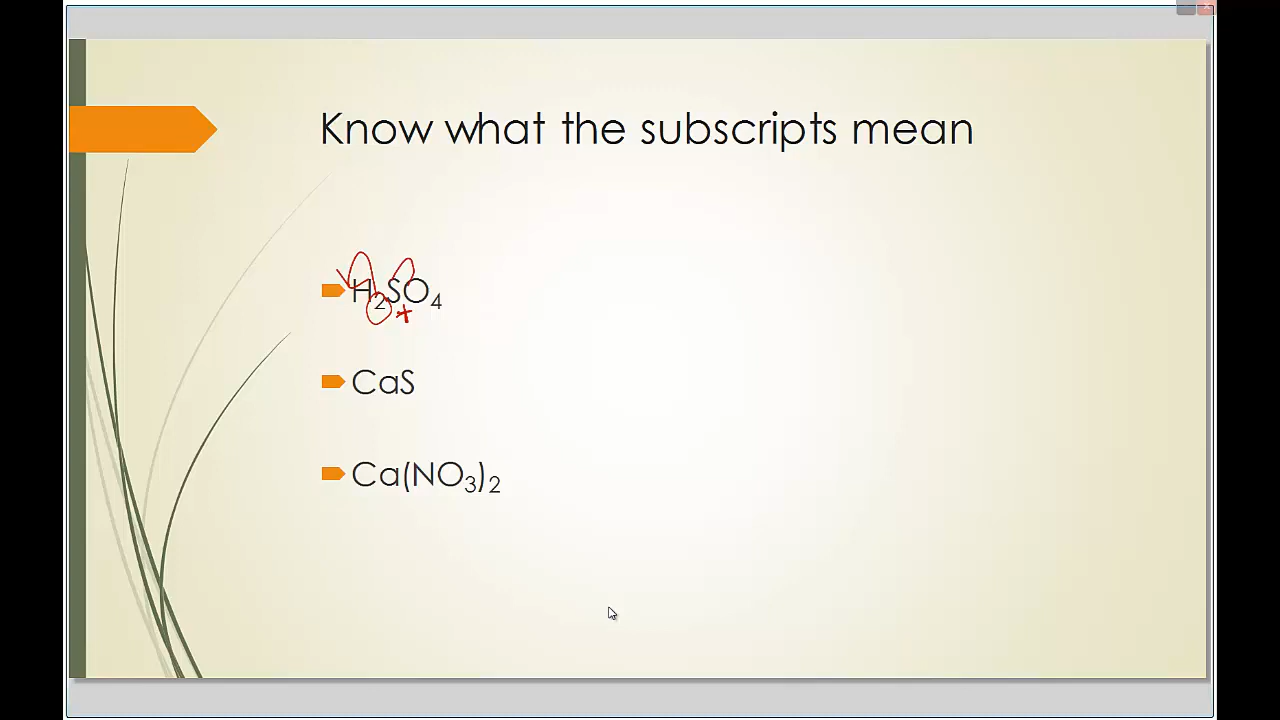 Know what the subscripts mean
H₂SO₄
CaS
Ca(NO₃)₂